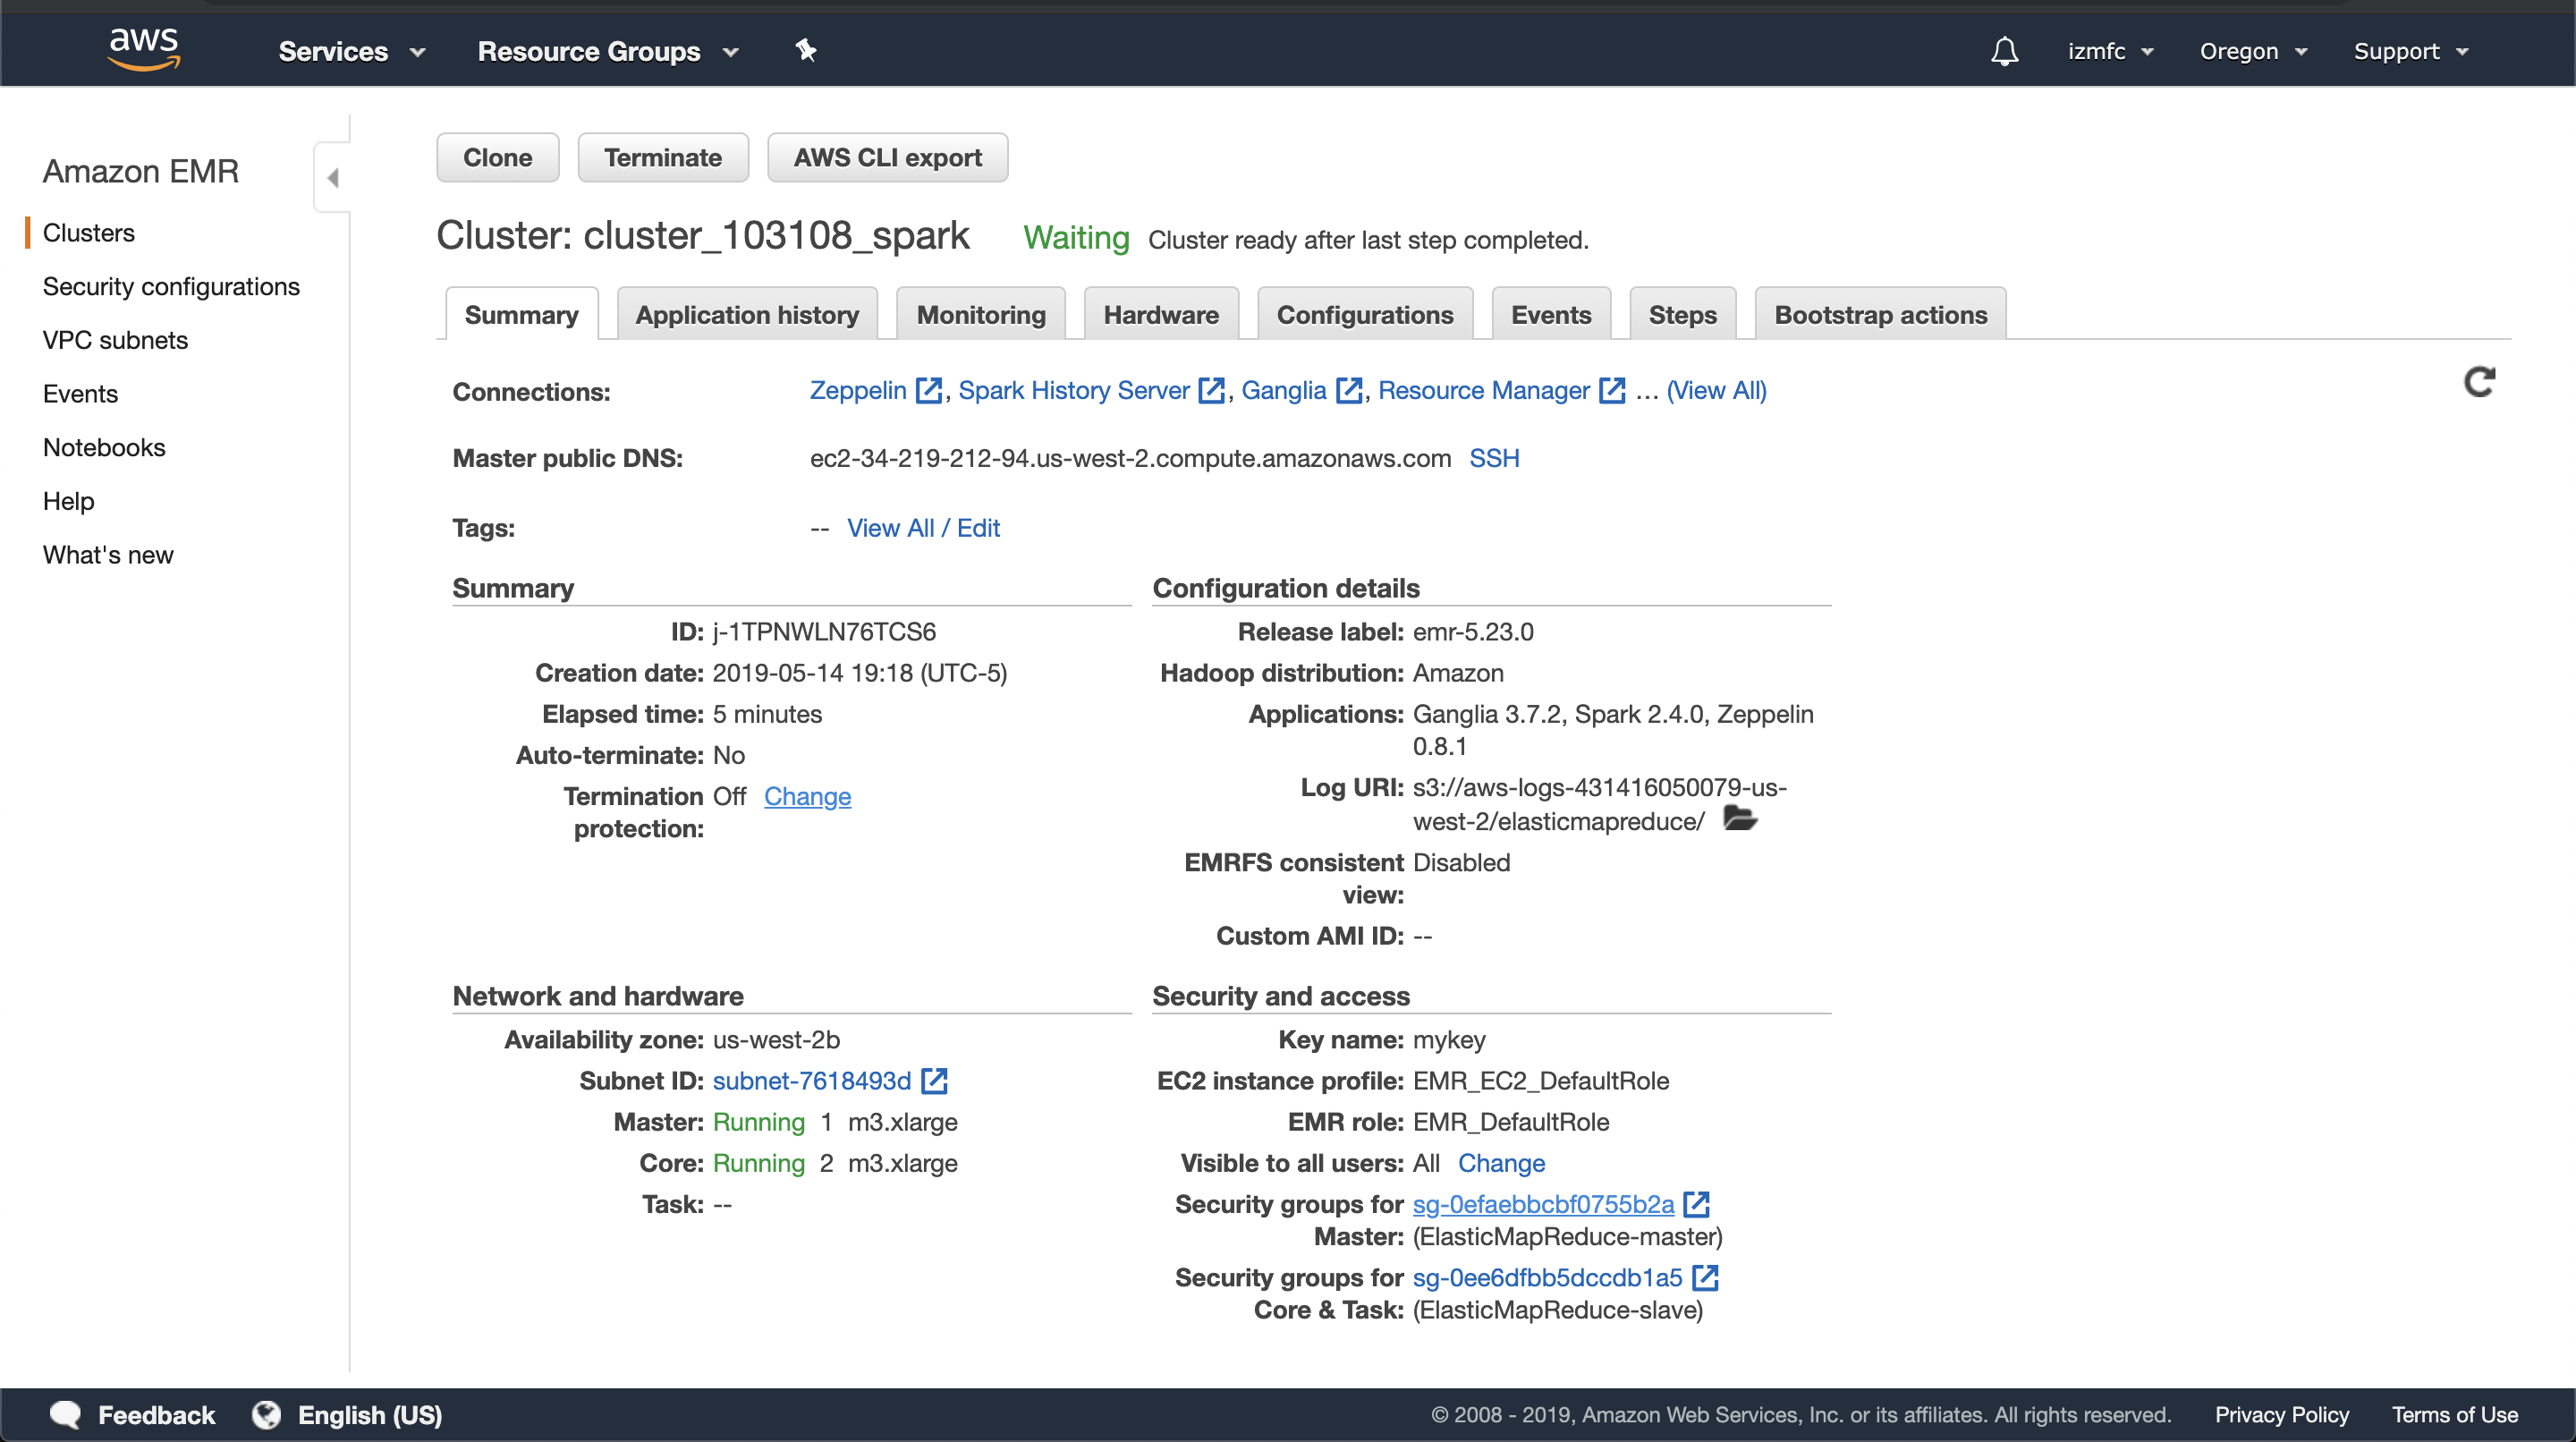 aws Services Resource Groups izmfc Oregon Support
Amazon EMR
Clusters
Security configurations
VPC subnets
Events
Notebooks
Help
What's new
Clone Terminate AWS CLI export
Cluster: cluster_103108_spark Waiting Cluster ready after last step completed.
Summary Application history Monitoring Hardware Configurations Events Steps Bootstrap actions
Connections: Zeppelin , Spark History Server , Ganglia , Resource Manager ... (View All)
Master public DNS: ec2-34-219-212-94.us-west-2.compute.amazonaws.com SSH
Tags: -- View All / Edit
Summary
ID: j-1TPNWLN76TCS6
Creation date: 2019-05-14 19:18 (UTC-5)
Elapsed time: 5 minutes
Auto-terminate: No
Termination Off Change
protection:
Configuration details
Release label: emr-5.23.0
Hadoop distribution: Amazon
Applications: Ganglia 3.7.2, Spark 2.4.0, Zeppelin
0.8.1
Log URI: s3://aws-logs-431416050079-us-
west-2/elasticmapreduce/
EMRFS consistent Disabled
view:
Custom AMI ID: --
Network and hardware
Availability zone: us-west-2b
Subnet ID: subnet-7618493d
Master: Running 1 m3.xlarge
Core: Running 2 m3.xlarge
Task: --
Security and access
Key name: mykey
EC2 instance profile: EMR_EC2_DefaultRole
EMR role: EMR_DefaultRole
Visible to all users: All Change
Security groups for sg-0efaebbcbf0755b2a
Master: (ElasticMapReduce-master)
Security groups for sg-0ee6dfbb5dccdb1a5
Core & Task: (ElasticMapReduce-slave)
Feedback English (US) © 2008 - 2019, Amazon Web Services, Inc. or its affiliates. All rights reserved. Privacy Policy Terms of Use